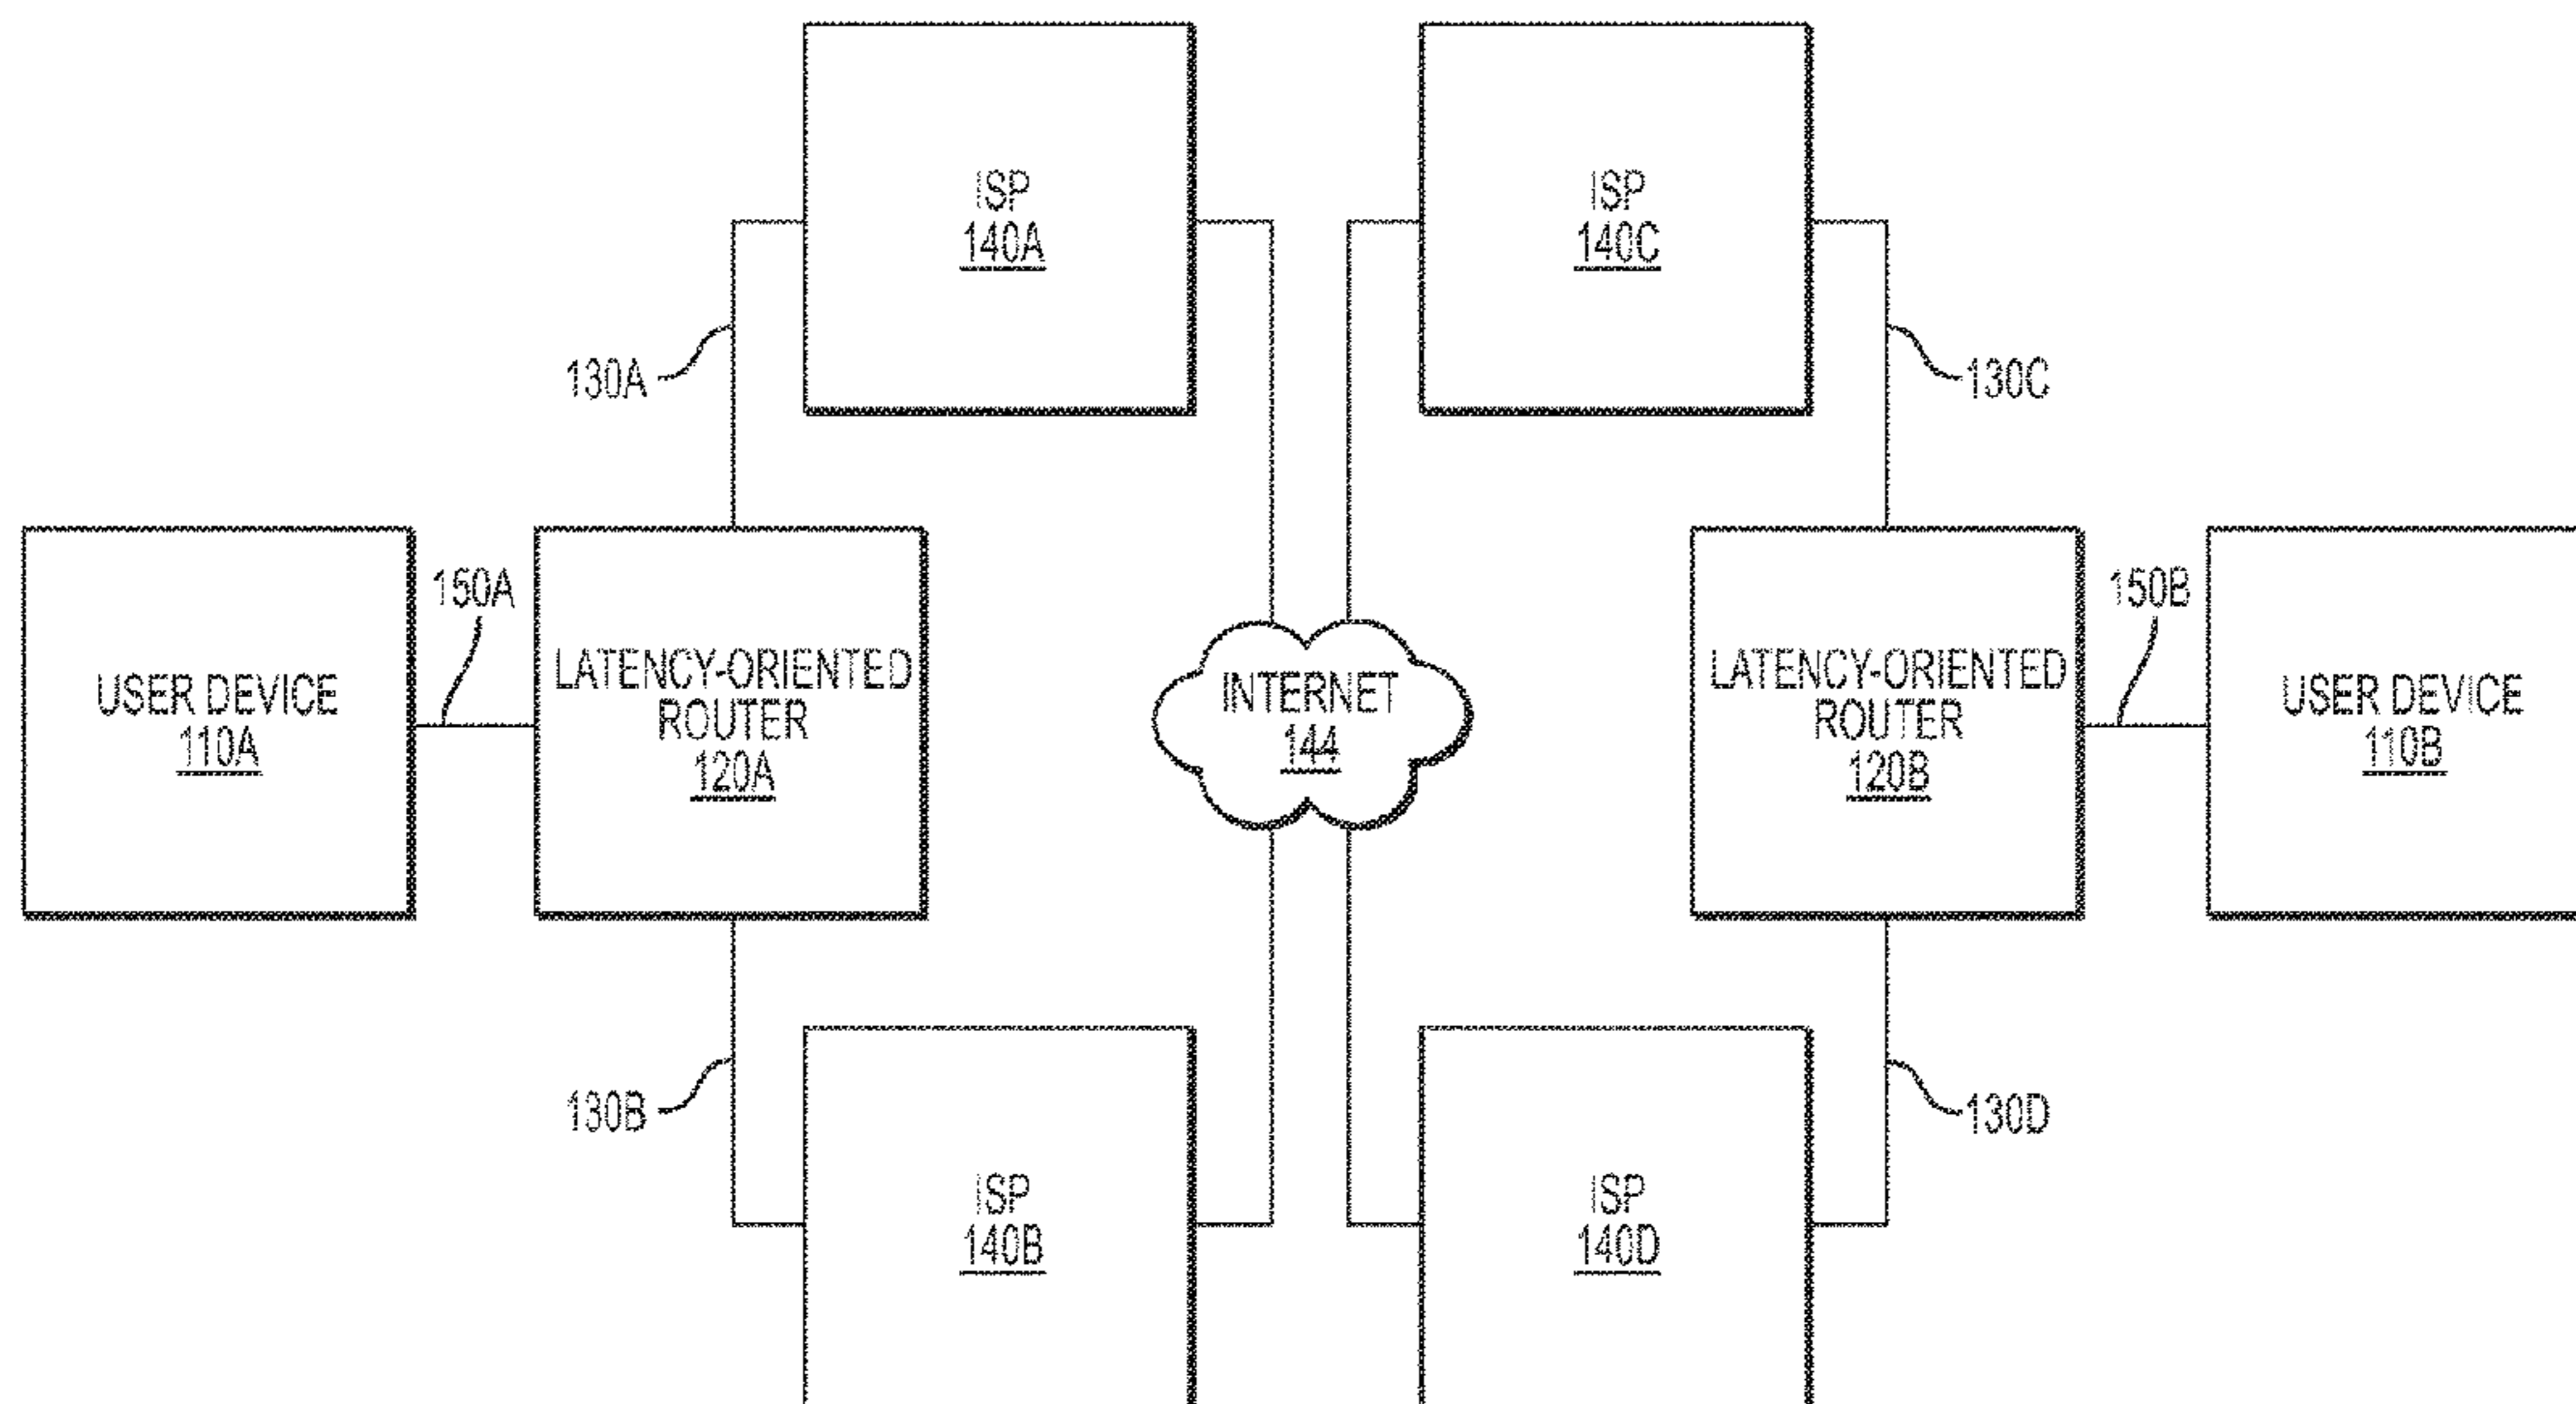 ISP
140A
ISP
140C
130A
130C
USER DEVICE
110A
150A
LATENCY-ORIENTED
ROUTER
120A
INTERNET
144
LATENCY-ORIENTED
ROUTER
120B
150B
USER DEVICE
110B
130B
130D
ISP
140B
ISP
140D